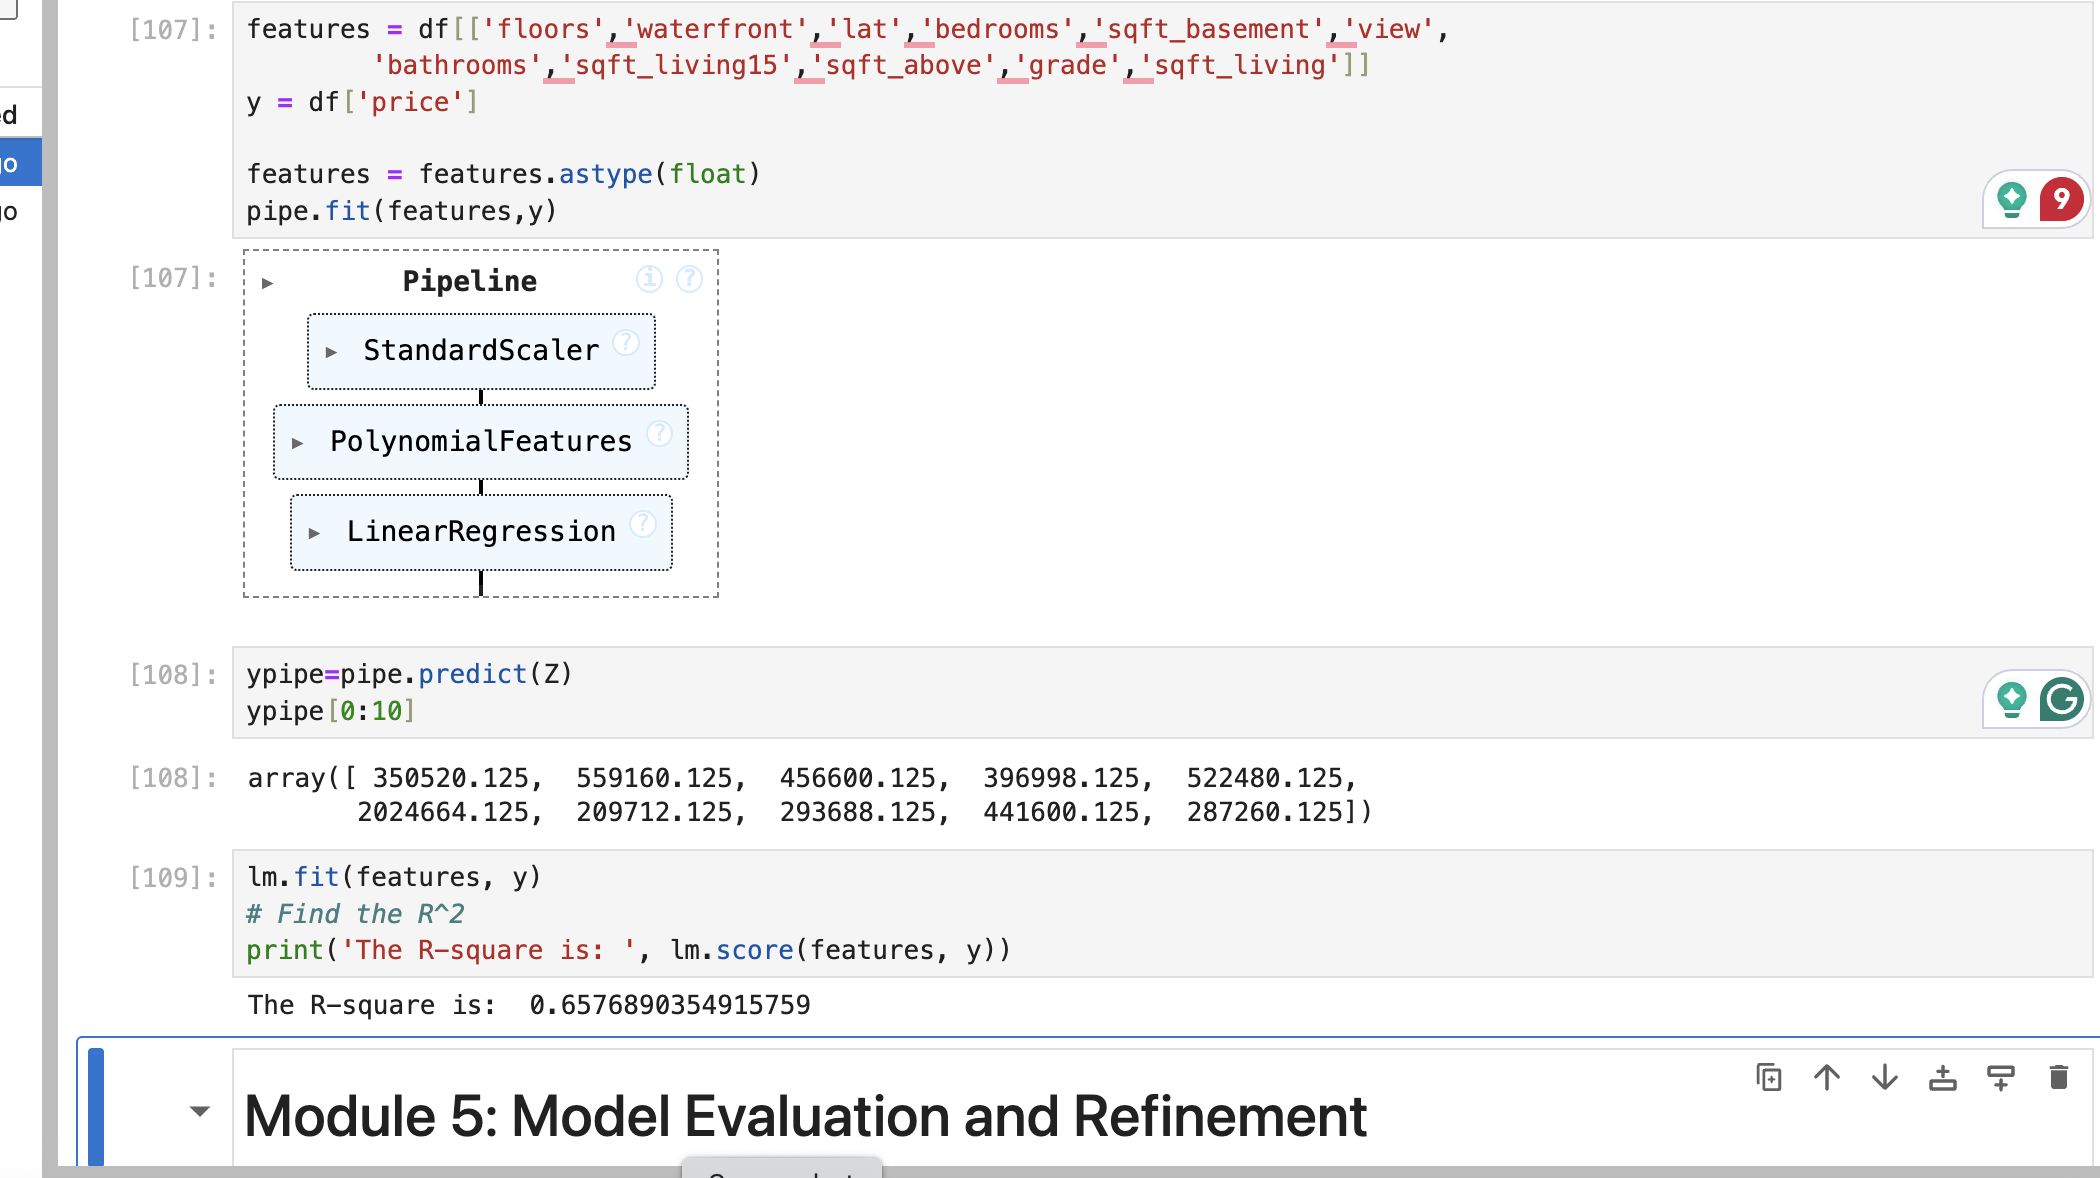 [107]: features = df[['floors','waterfront','lat','bedrooms','sqft_basement','view',
'bathrooms','sqft_living15','sqft_above','grade','sqft_living']]
y = df['price']
ed
go
features = features.astype(float)
go
pipe.fit(features,y)
9
[107]: Pipeline
StandardScaler
PolynomialFeatures
LinearRegression
[108]: ypipe=pipe.predict(Z)
ypipe[0:10]
[108]: array([ 350520.125,  559160.125,  456600.125,  396998.125,  522480.125,
2024664.125,  209712.125,  293688.125,  441600.125,  287260.125])
[109]: lm.fit(features, y)
# Find the R^2
print('The R-square is: ', lm.score(features, y))
The R-square is:  0.6576890354915759
Module 5: Model Evaluation and Refinement